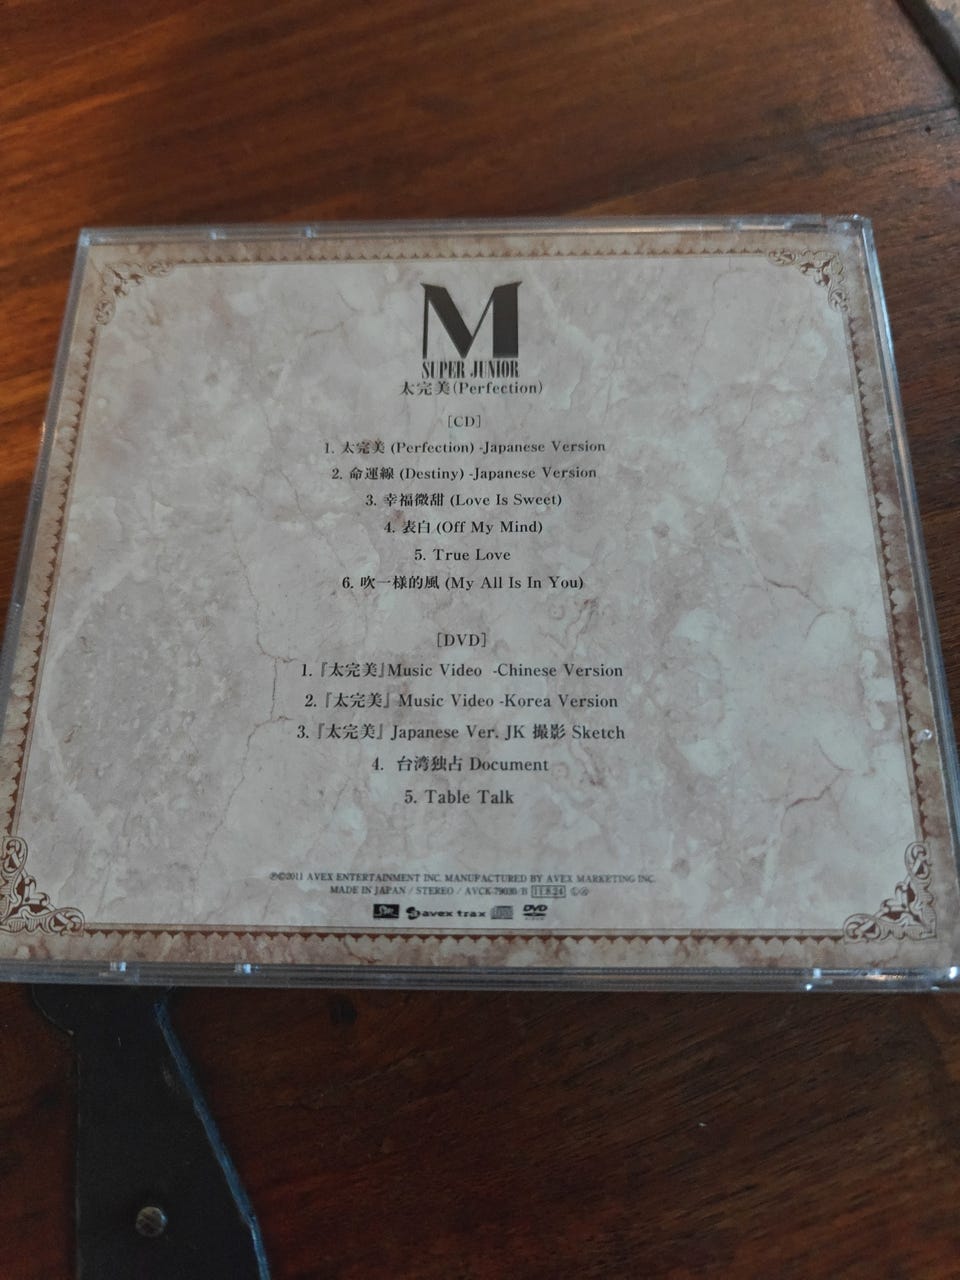 M
SUPER JUNIOR
太完美(Perfection)
[CD]
1. 太完美 (Perfection) -Japanese Version
2. 命運線 (Destiny) -Japanese Version
3. 幸福微甜 (Love Is Sweet)
4. 表白 (Off My Mind)
5. True Love
6. 吹一様的風 (My All Is In You)
[DVD]
1.『太完美』Music Video -Chinese Version
2.『太完美』 Music Video -Korea Version
3.『太完美』 Japanese Ver. JK 撮影 Sketch
4. 台湾独占 Document
5. Table Talk
℗©2011 AVEX ENTERTAINMENT INC. MANUFACTURED BY AVEX MARKETING INC.
MADE IN JAPAN / STEREO / AVCK-79030/B 11.8.24
avex trax DVD